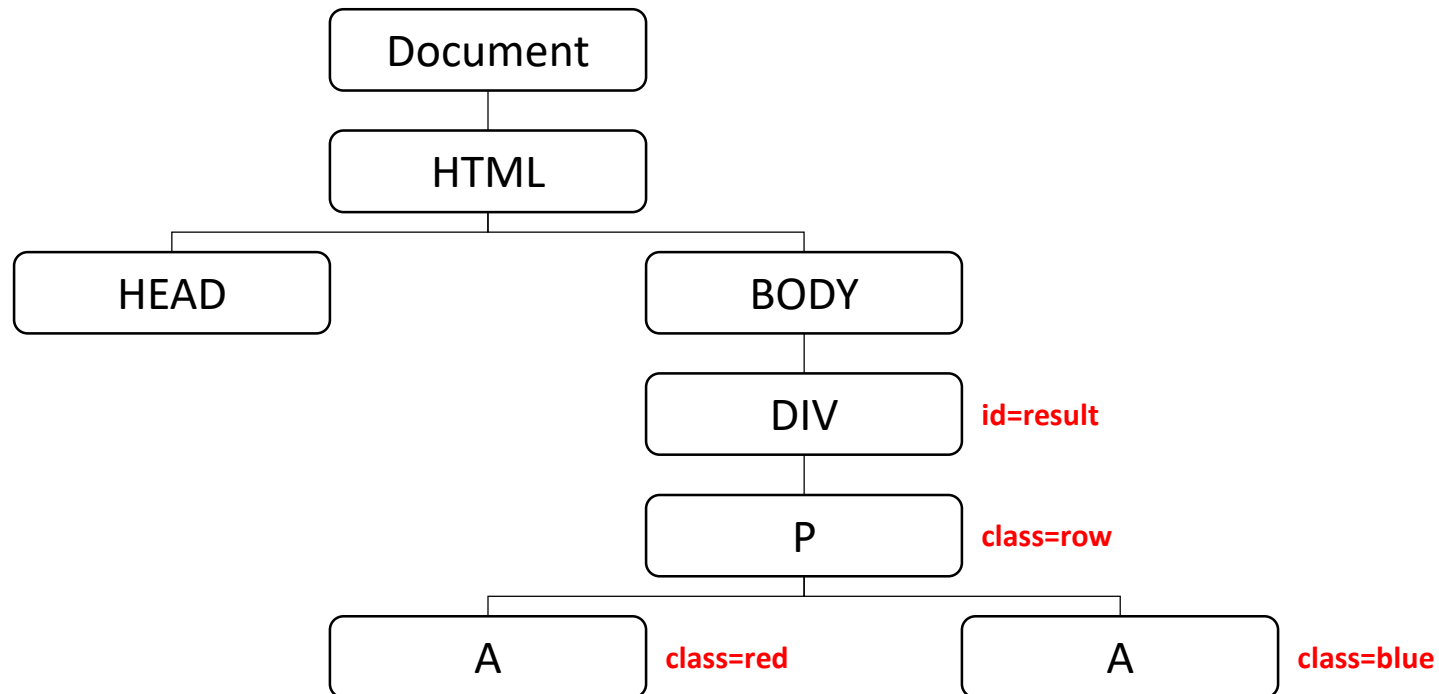 Document
HTML
HEAD
BODY
DIV
id=result
P
class=row
A
class=red
A
class=blue